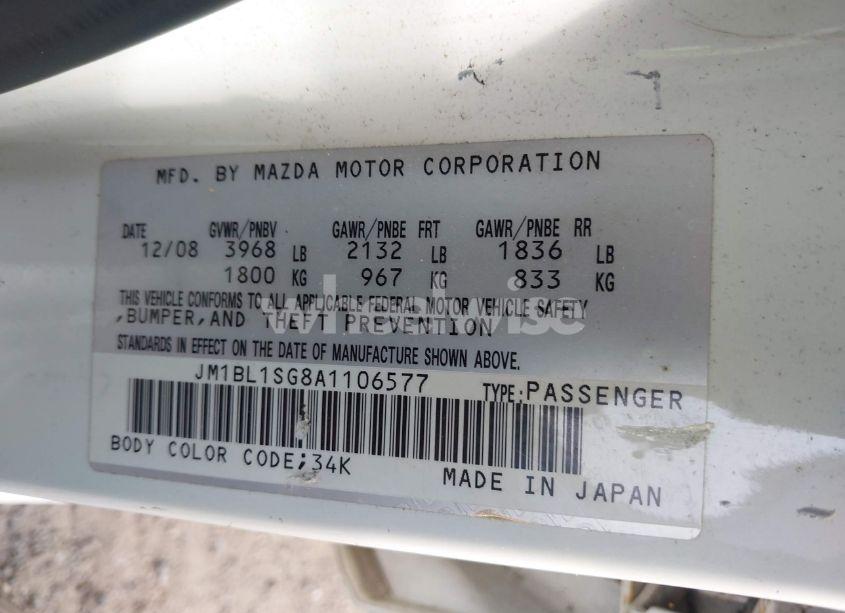 MFD. BY MAZDA MOTOR CORPORATION
DATE GVWR/PNBV GAWR/PNBE FRT GAWR/PNBE RR
12/08 3968 LB 2132 LB 1836 LB
1800 KG 967 KG 833 KG
THIS VEHICLE CONFORMS TO ALL APPLICABLE FEDERAL MOTOR VEHICLE SAFETY
,BUMPER,AND THEFT PREVENTION
STANDARDS IN EFFECT ON THE DATE OF MANUFACTURE SHOWN ABOVE.
JM1BL1SG8A1106577 TYPE:PASSENGER
BODY COLOR CODE;34K
MADE IN JAPAN